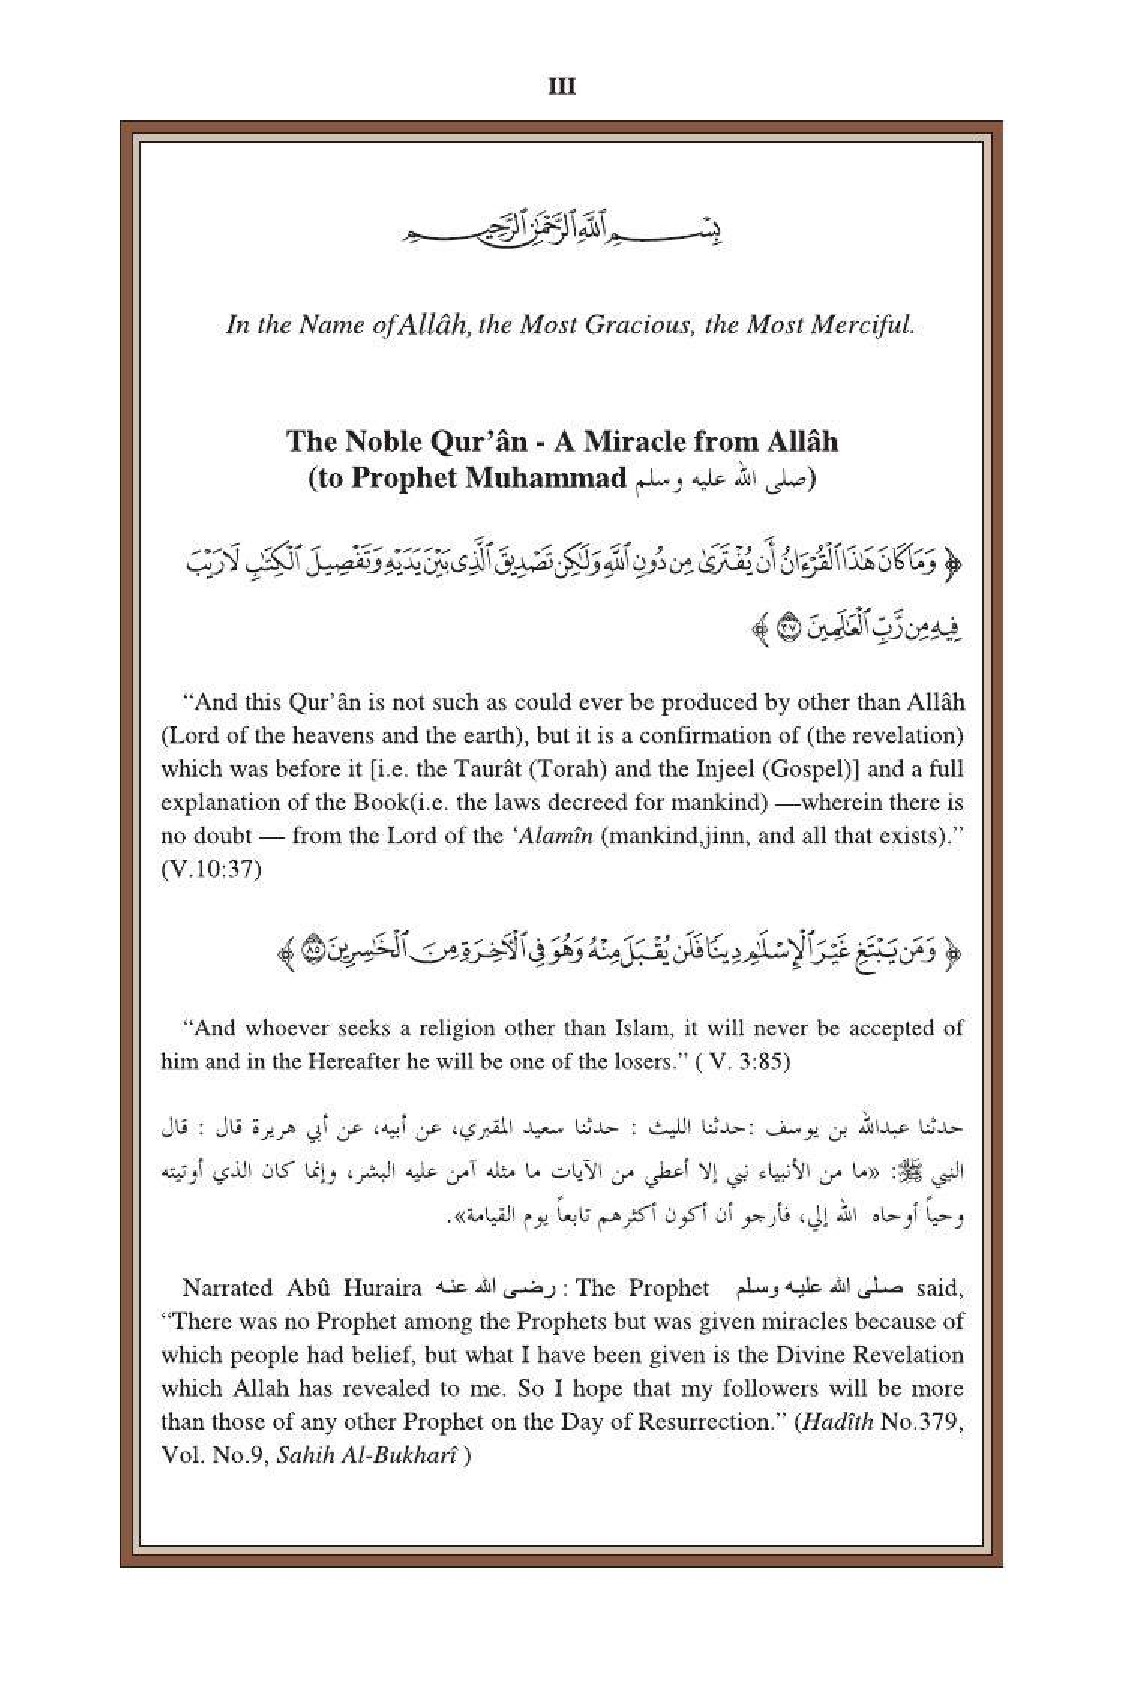 III
بِسْمِ ٱللَّهِ ٱلرَّحْمَٰنِ ٱلرَّحِيمِ
In the Name of Allâh, the Most Gracious, the Most Merciful.
The Noble Qur’ân - A Miracle from Allâh
(to Prophet Muhammad صلى الله عليه وسلم)
﴿ وَمَا كَانَ هَٰذَا ٱلْقُرْءَانُ أَن يُفْتَرَىٰ مِن دُونِ ٱللَّهِ وَلَٰكِن تَصْدِيقَ ٱلَّذِى بَيْنَ يَدَيْهِ وَتَفْصِيلَ ٱلْكِتَٰبِ لَا رَيْبَ
فِيهِ مِن رَّبِّ ٱلْعَٰلَمِينَ ٣٧ ﴾
“And this Qur’ân is not such as could ever be produced by other than Allâh
(Lord of the heavens and the earth), but it is a confirmation of (the revelation)
which was before it [i.e. the Taurât (Torah) and the Injeel (Gospel)] and a full
explanation of the Book(i.e. the laws decreed for mankind) —wherein there is
no doubt — from the Lord of the ‘Alamîn (mankind,jinn, and all that exists).”
(V.10:37)
﴿ وَمَن يَبْتَغِ غَيْرَ ٱلْإِسْلَٰمِ دِينًا فَلَن يُقْبَلَ مِنْهُ وَهُوَ فِى ٱلْأَخِرَةِ مِنَ ٱلْخَٰسِرِينَ ٨٥ ﴾
“And whoever seeks a religion other than Islam, it will never be accepted of
him and in the Hereafter he will be one of the losers.” ( V. 3:85)
حدثنا عبدالله بن يوسف :حدثنا الليث : حدثنا سعيد المقبري، عن أبيه، عن أبي هريرة قال : قال
النبي ﷺ: «ما من الأنبياء نبي إلا أعطي من الآيات ما مثله آمن عليه البشر، وإنما كان الذي أوتيته
وحياً أوحاه الله إلي، فأرجو أن أكون أكثرهم تابعاً يوم القيامة».
Narrated Abû Huraira رضى الله عنه : The Prophet صلى الله عليه وسلم said,
“There was no Prophet among the Prophets but was given miracles because of
which people had belief, but what I have been given is the Divine Revelation
which Allah has revealed to me. So I hope that my followers will be more
than those of any other Prophet on the Day of Resurrection.” (Hadîth No.379,
Vol. No.9, Sahih Al-Bukharî )